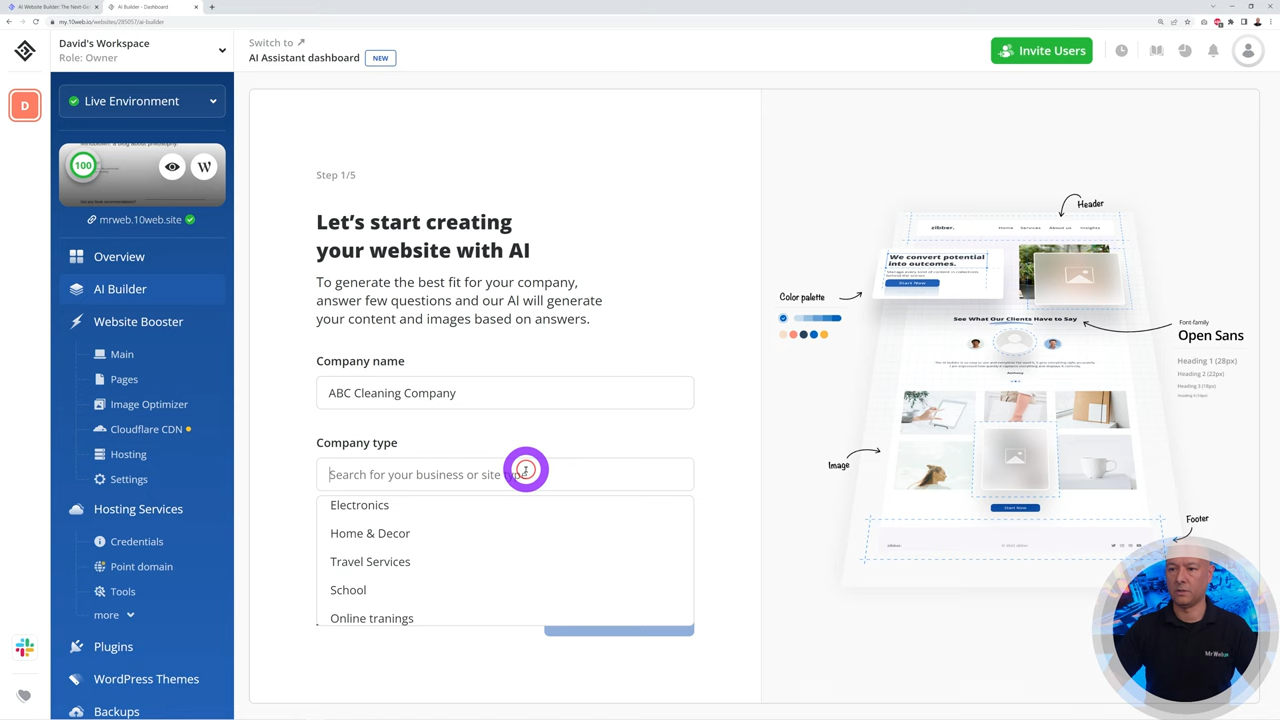 AI Website Builder: The Next-Ge
AI Builder - Dashboard
my.10web.io/websites/285057/ai-builder
David's Workspace
Role: Owner
Switch to
AI Assistant dashboard
NEW
Invite Users
D
Live Environment
100
W
mrweb.10web.site
Overview
AI Builder
Website Booster
Main
Pages
Image Optimizer
Cloudflare CDN
Hosting
Settings
Hosting Services
Credentials
Point domain
Tools
more
Plugins
WordPress Themes
Backups
Step 1/5
Let's start creating
your website with AI
To generate the best fit for your company,
answer few questions and our AI will generate
your content and images based on answers.
Company name
ABC Cleaning Company
Company type
Search for your business or site type
Electronics
Home & Decor
Travel Services
School
Online tranings
Header
zibber.
Home Services About us Insights
We convert potential
into outcomes.
Start Now
Color palette
See What Our Clients Have to Say
Font-family
Open Sans
Heading 1 (28px)
Heading 2 (22px)
Heading 3 (18px)
Image
Start Now
Footer